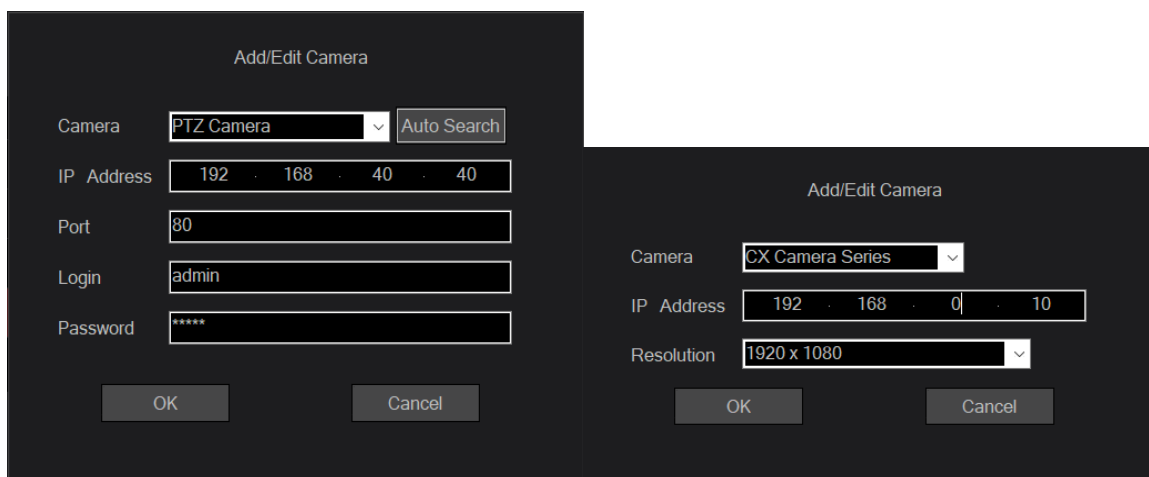 Add/Edit Camera
Camera PTZ Camera Auto Search
IP Address 192 . 168 . 40 . 40
Port 80
Login admin
Password *****
OK Cancel
Add/Edit Camera
Camera CX Camera Series
IP Address 192 . 168 . 0 . 10
Resolution 1920 x 1080
OK Cancel